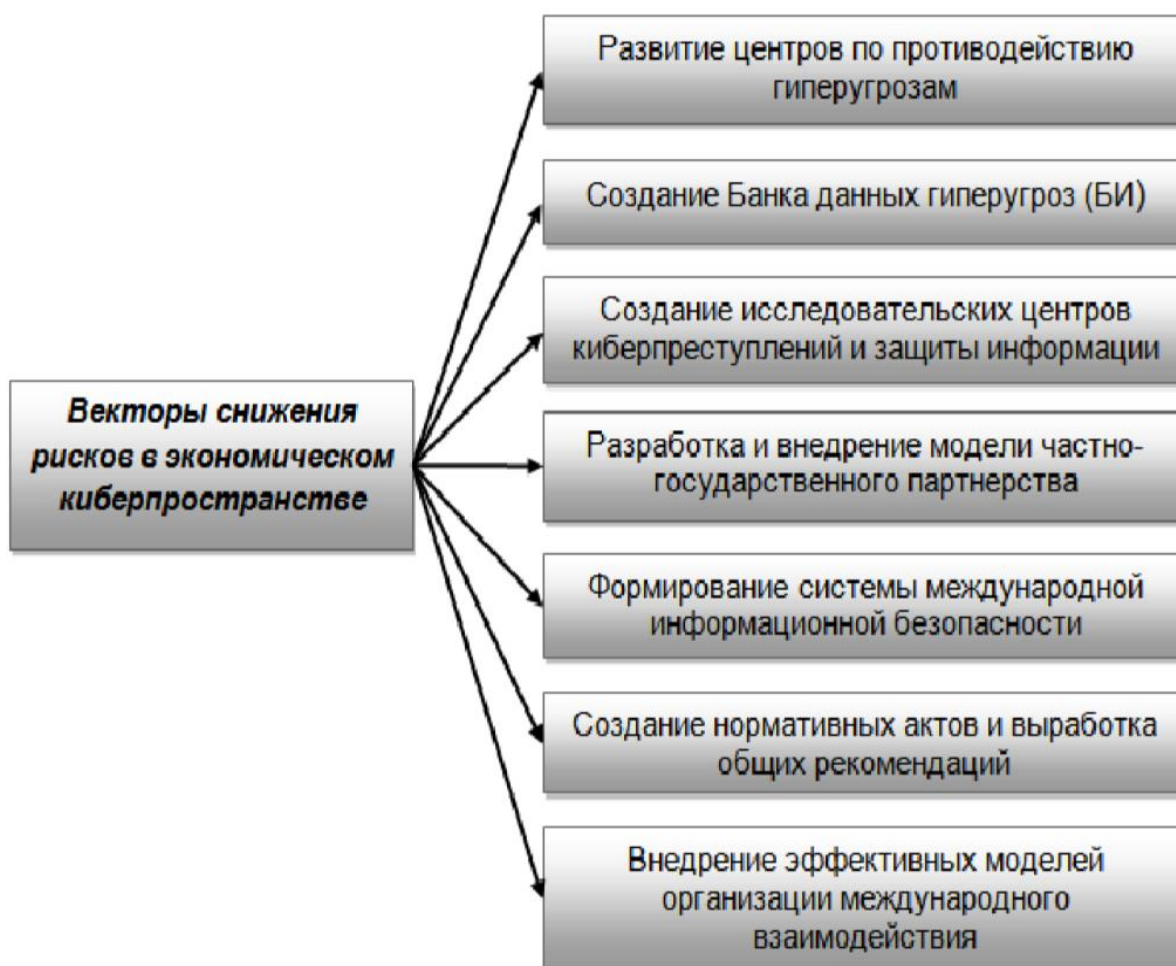 Развитие центров по противодействию
гиперугрозам
Создание Банка данных гиперугроз (БИ)
Создание исследовательских центров
киберпреступлений и защиты информации
Векторы снижения
рисков в экономическом
киберпространстве
Разработка и внедрение модели частно-
государственного партнерства
Формирование системы международной
информационной безопасности
Создание нормативных актов и выработка
общих рекомендаций
Внедрение эффективных моделей
организации международного
взаимодействия